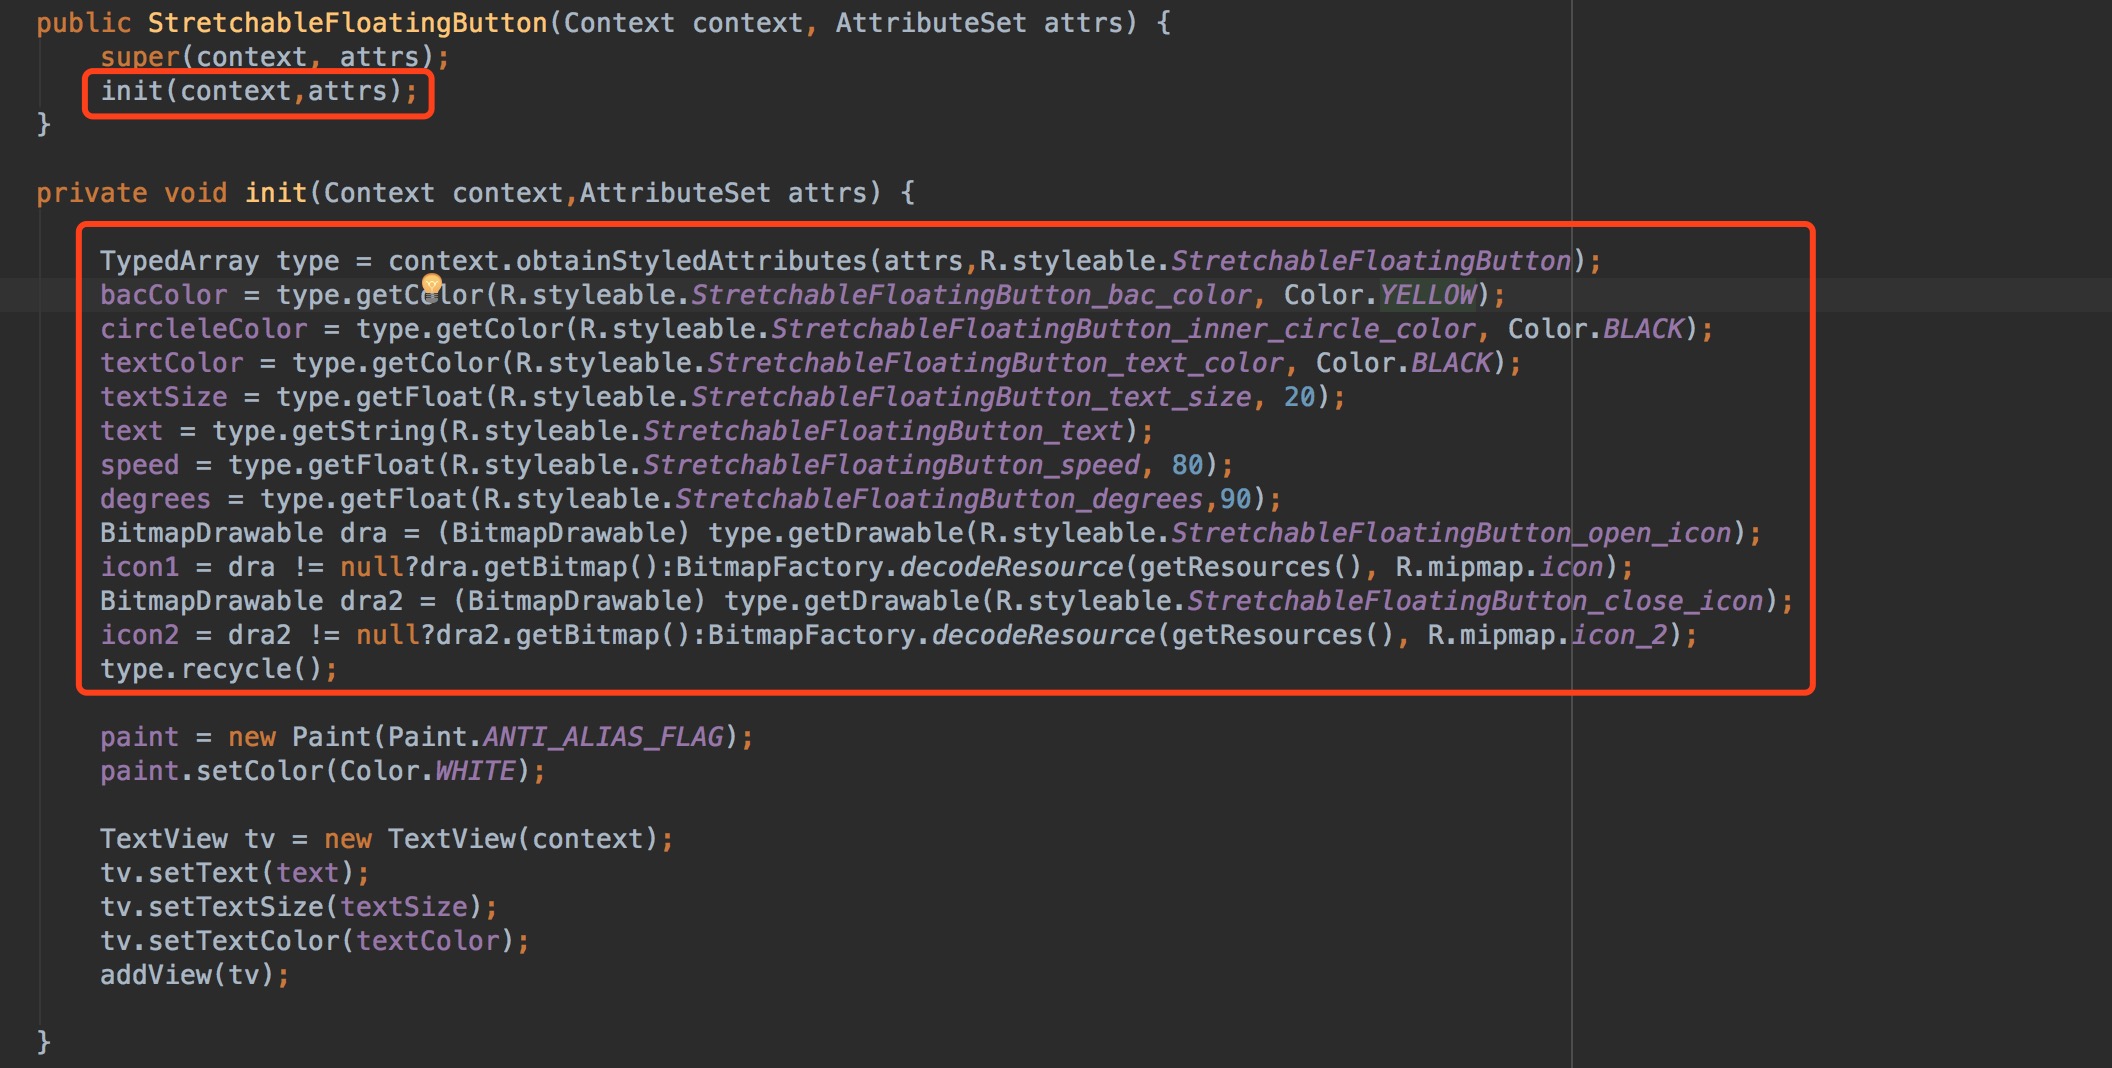 public StretchableFloatingButton(Context context, AttributeSet attrs) {
super(context, attrs);
init(context,attrs);
}
private void init(Context context,AttributeSet attrs) {
TypedArray type = context.obtainStyledAttributes(attrs,R.styleable.StretchableFloatingButton);
bacColor = type.getColor(R.styleable.StretchableFloatingButton_bac_color, Color.YELLOW);
circleleColor = type.getColor(R.styleable.StretchableFloatingButton_inner_circle_color, Color.BLACK);
textColor = type.getColor(R.styleable.StretchableFloatingButton_text_color, Color.BLACK);
textSize = type.getFloat(R.styleable.StretchableFloatingButton_text_size, 20);
text = type.getString(R.styleable.StretchableFloatingButton_text);
speed = type.getFloat(R.styleable.StretchableFloatingButton_speed, 80);
degrees = type.getFloat(R.styleable.StretchableFloatingButton_degrees,90);
BitmapDrawable dra = (BitmapDrawable) type.getDrawable(R.styleable.StretchableFloatingButton_open_icon);
icon1 = dra != null?dra.getBitmap():BitmapFactory.decodeResource(getResources(), R.mipmap.icon);
BitmapDrawable dra2 = (BitmapDrawable) type.getDrawable(R.styleable.StretchableFloatingButton_close_icon);
icon2 = dra2 != null?dra2.getBitmap():BitmapFactory.decodeResource(getResources(), R.mipmap.icon_2);
type.recycle();
paint = new Paint(Paint.ANTI_ALIAS_FLAG);
paint.setColor(Color.WHITE);
TextView tv = new TextView(context);
tv.setText(text);
tv.setTextSize(textSize);
tv.setTextColor(textColor);
addView(tv);
}